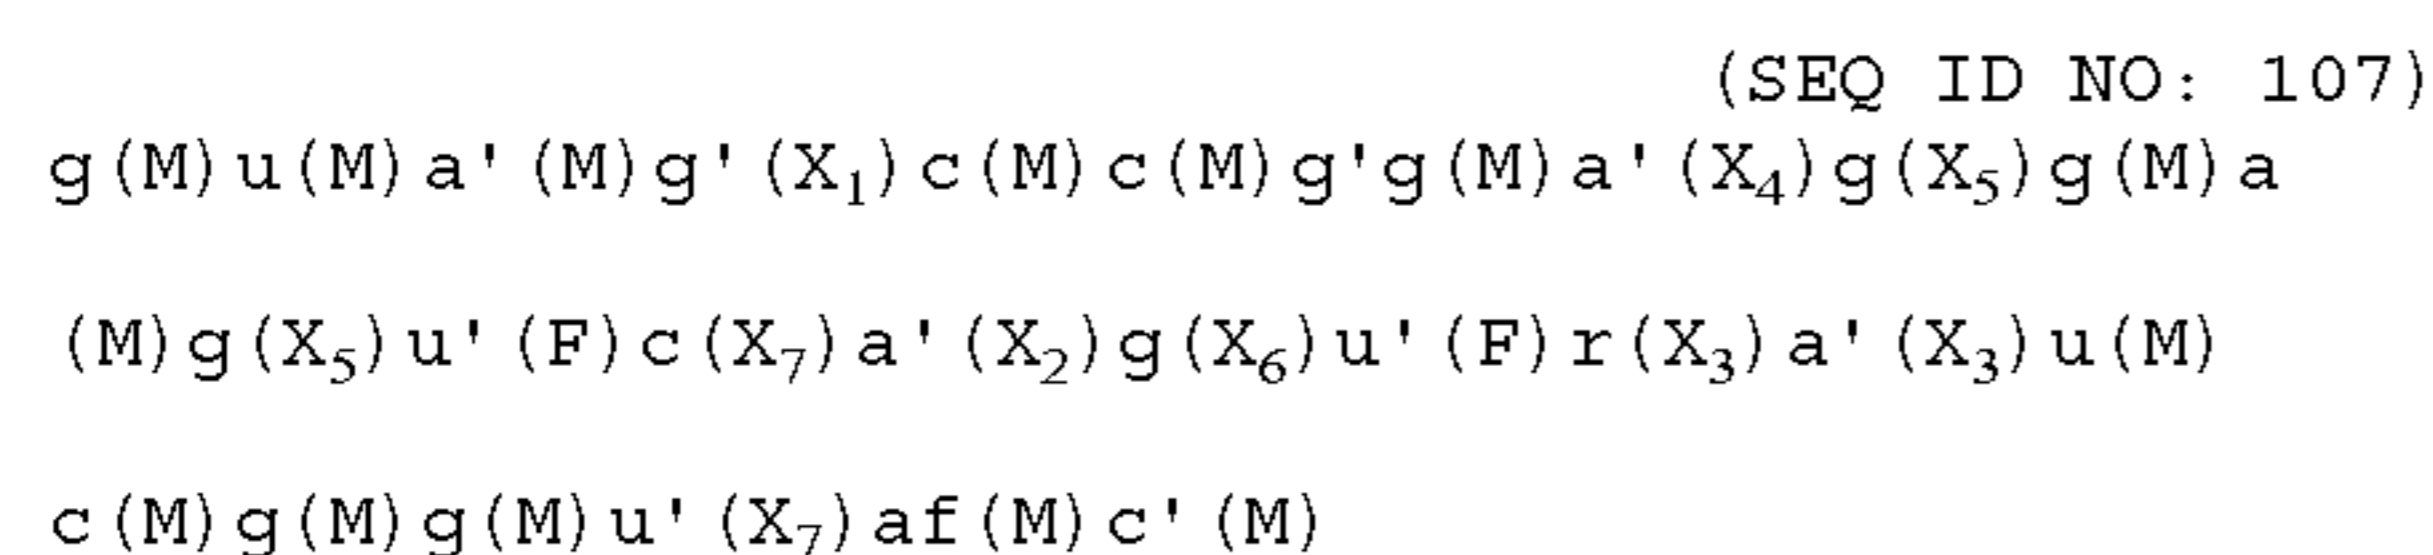 (SEQ ID NO: 107)
g(M)u(M)a'(M)g'(X₁)c(M)c(M)g'g(M)a'(X₄)g(X₅)g(M)a
(M)g(X₅)u'(F)c(X₇)a'(X₂)g(X₆)u'(F)r(X₃)a'(X₃)u(M)
c(M)g(M)g(M)u'(X₇)af(M)c'(M)